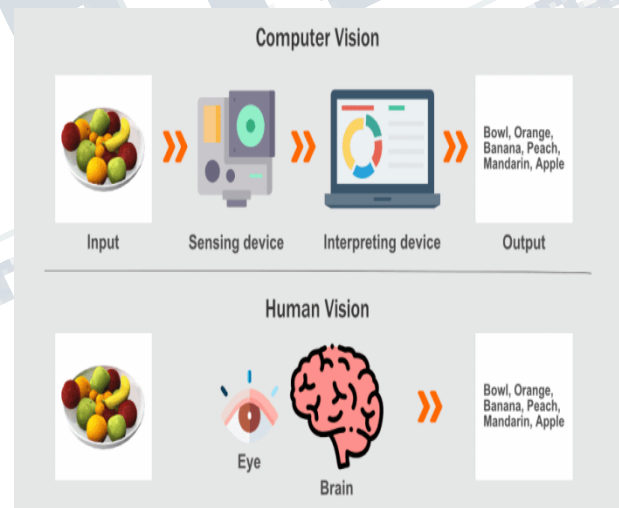 Computer Vision
Bowl, Orange,
Banana, Peach,
Mandarin, Apple
Input
Sensing device
Interpreting device
Output
Human Vision
Bowl, Orange,
Banana, Peach,
Mandarin, Apple
Eye
Brain